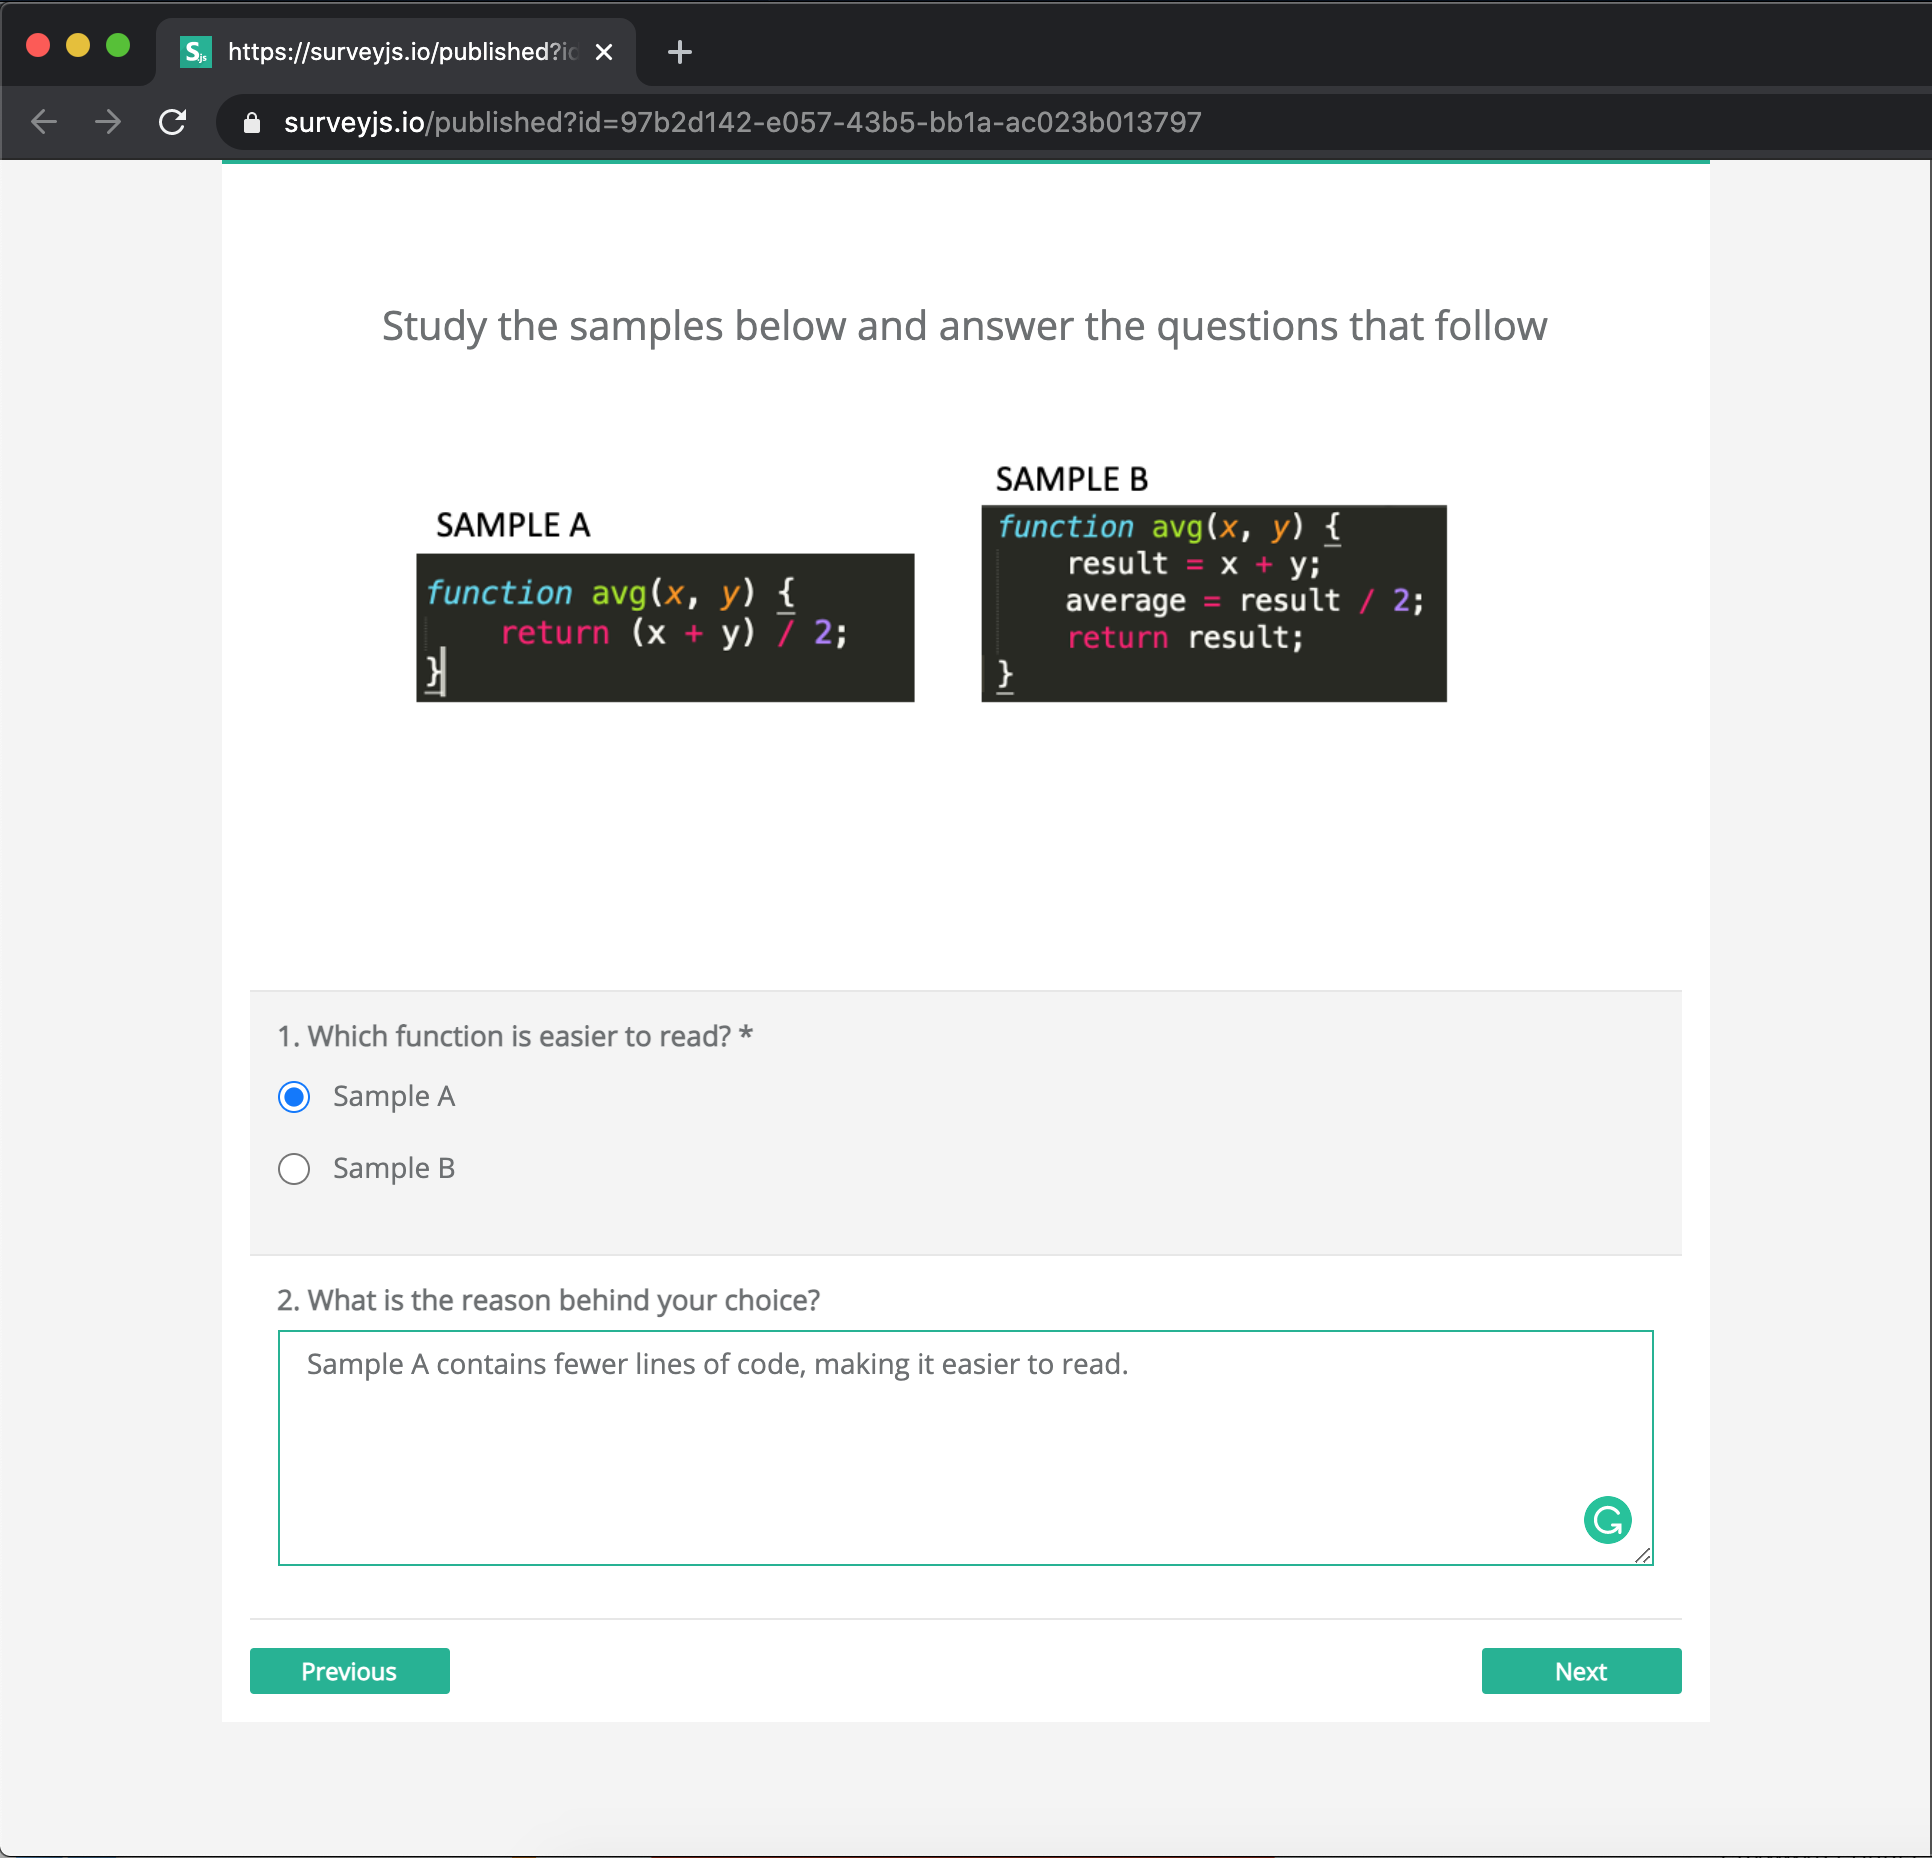 https://surveyjs.io/published?id
surveyjs.io/published?id=97b2d142-e057-43b5-bb1a-ac023b013797
Study the samples below and answer the questions that follow
SAMPLE A
function avg(x, y) {
    return (x + y) / 2;
}
SAMPLE B
function avg(x, y) {
    result = x + y;
    average = result / 2;
    return result;
}
1. Which function is easier to read? *
Sample A
Sample B
2. What is the reason behind your choice?
Sample A contains fewer lines of code, making it easier to read.
Previous
Next